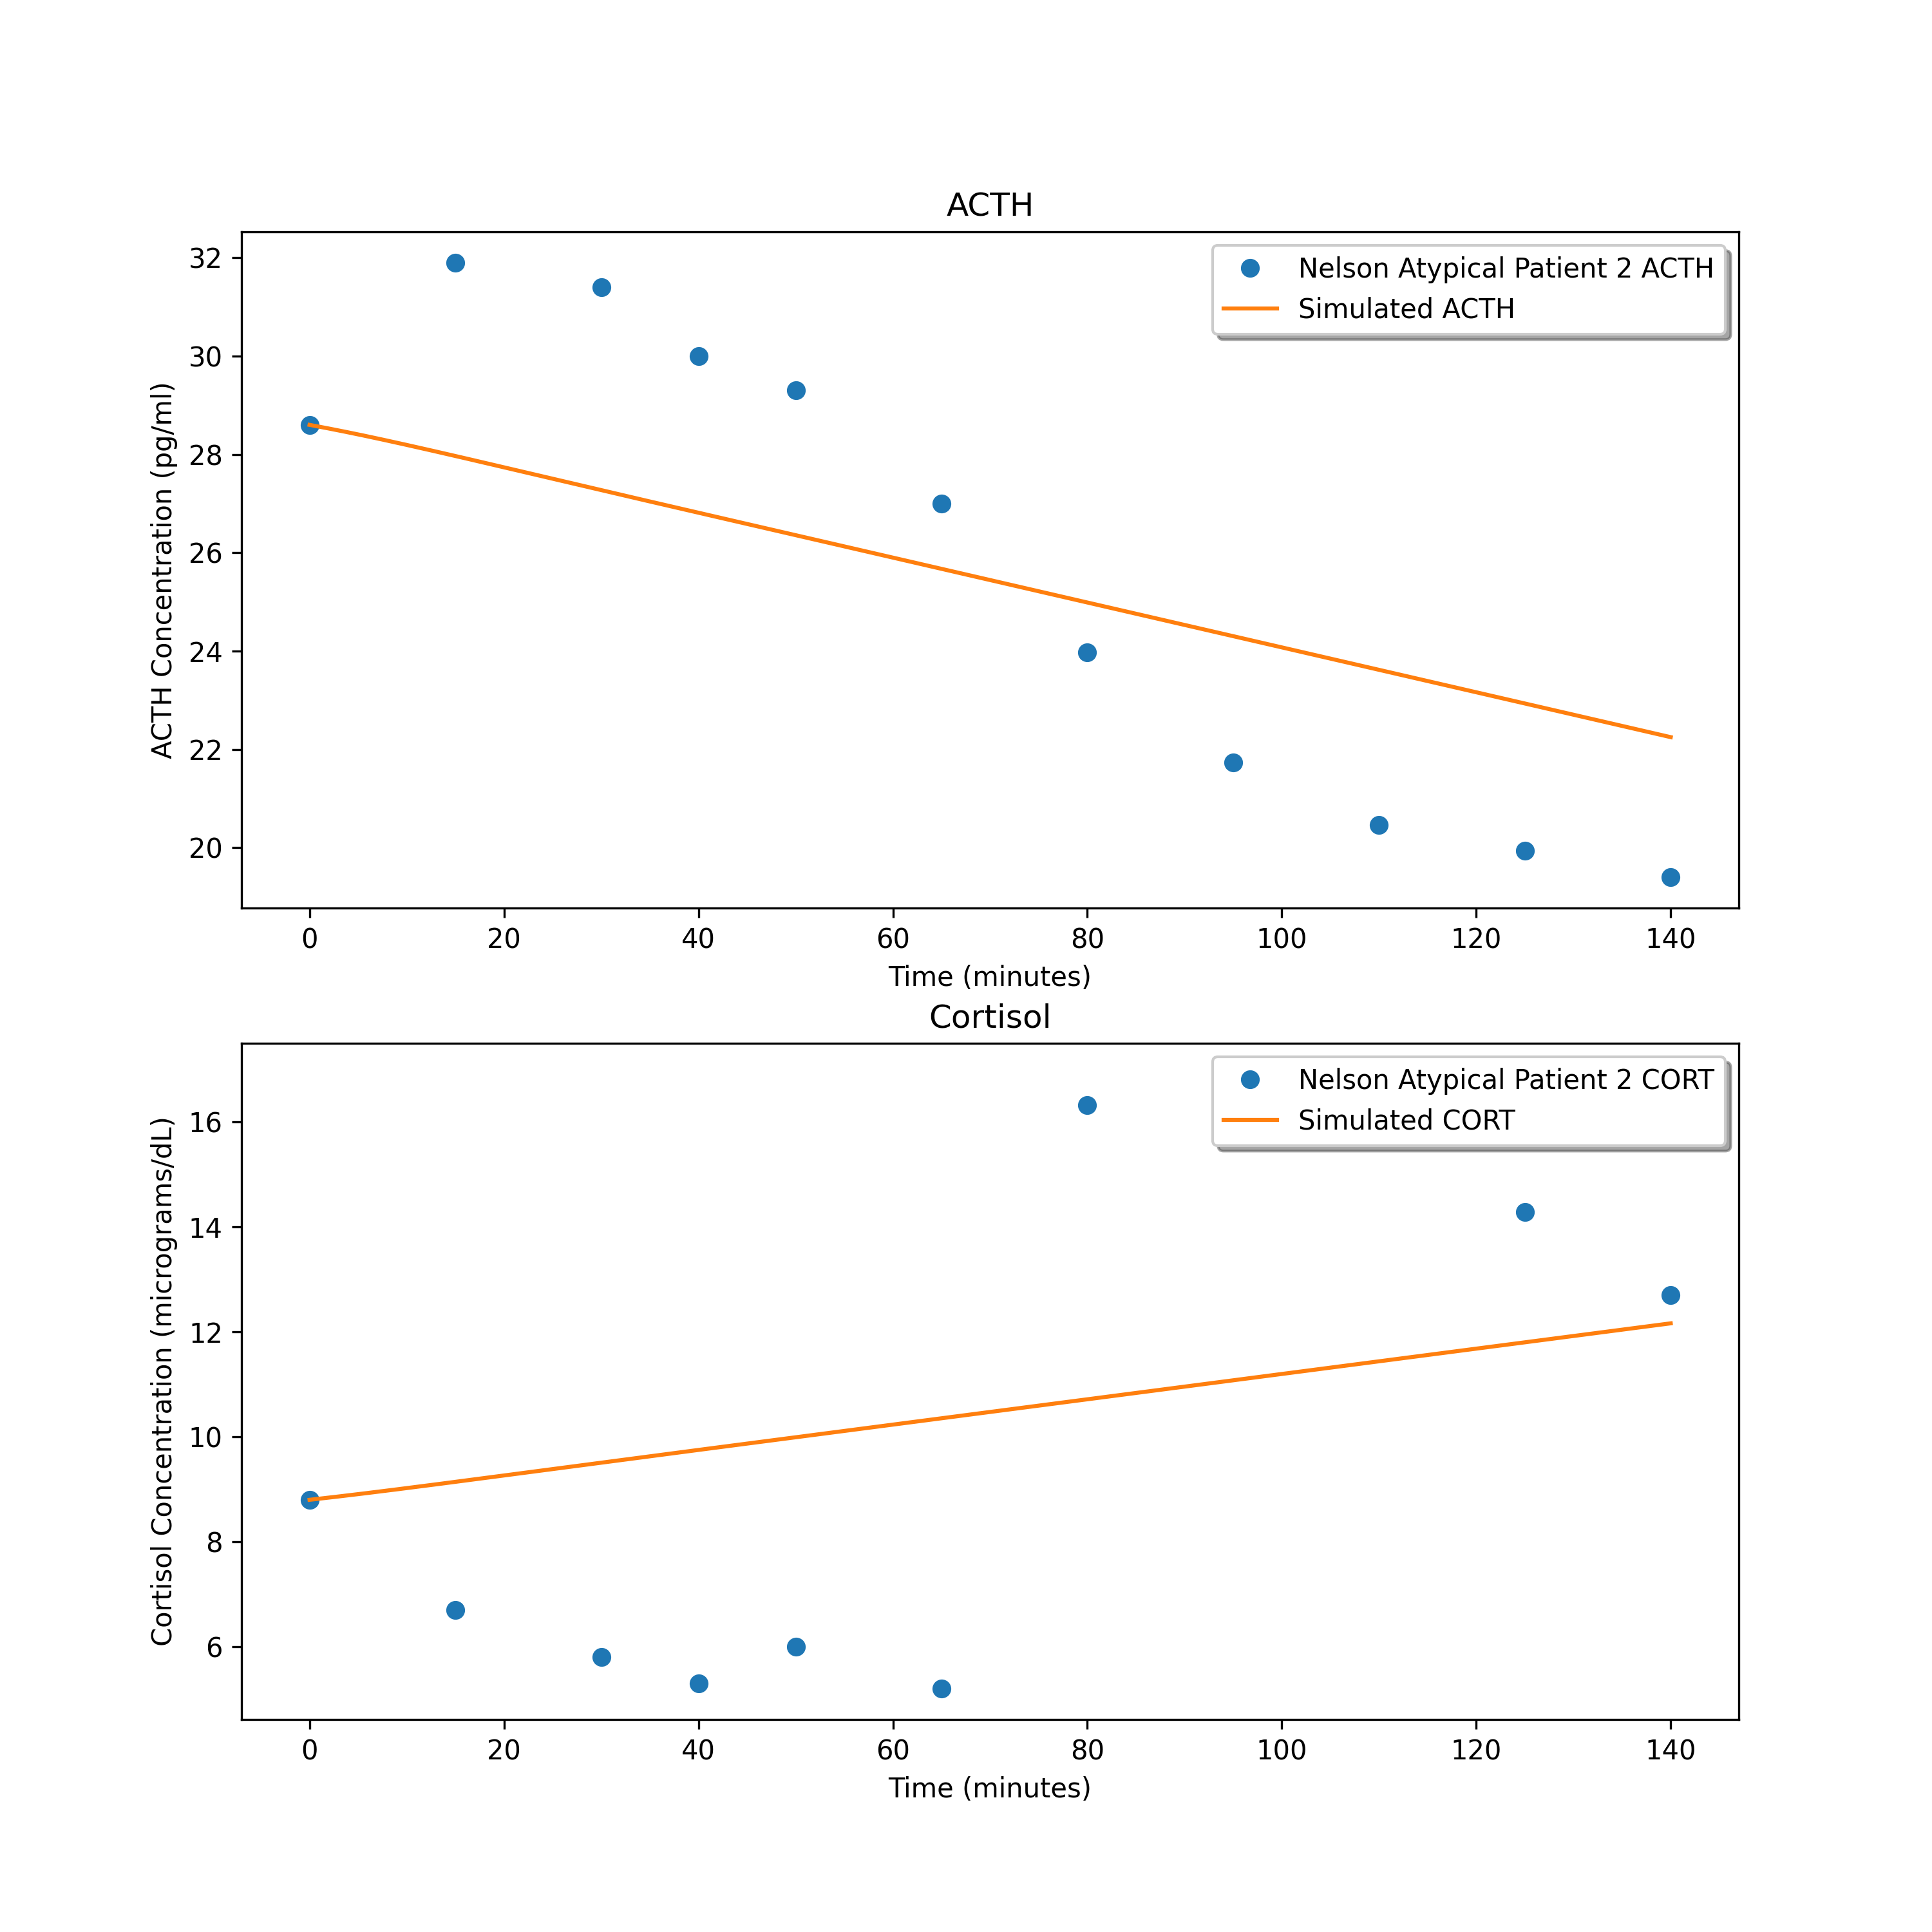 ACTH
Nelson Atypical Patient 2 ACTH
Simulated ACTH
ACTH Concentration (pg/ml)
32
30
28
26
24
22
20
0 20 40 60 80 100 120 140
Time (minutes)
Cortisol
Nelson Atypical Patient 2 CORT
Simulated CORT
Cortisol Concentration (micrograms/dL)
16
14
12
10
8
6
0 20 40 60 80 100 120 140
Time (minutes)